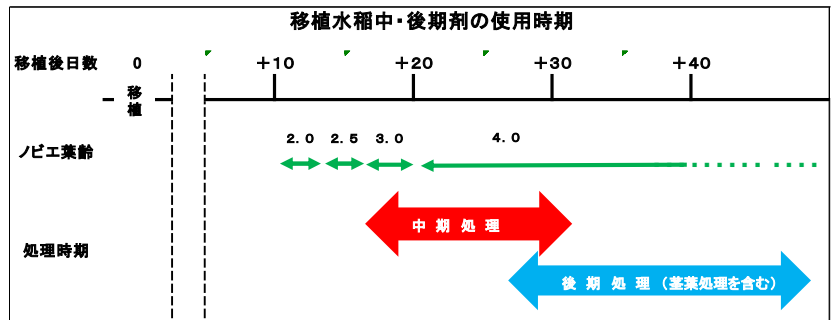 移植水稲中・後期剤の使用時期
移植後日数 0 +10 +20 +30 +40
移植
ノビエ葉齢 2.0 2.5 3.0 4.0
処理時期
中期処理
後期処理（茎葉処理を含む）